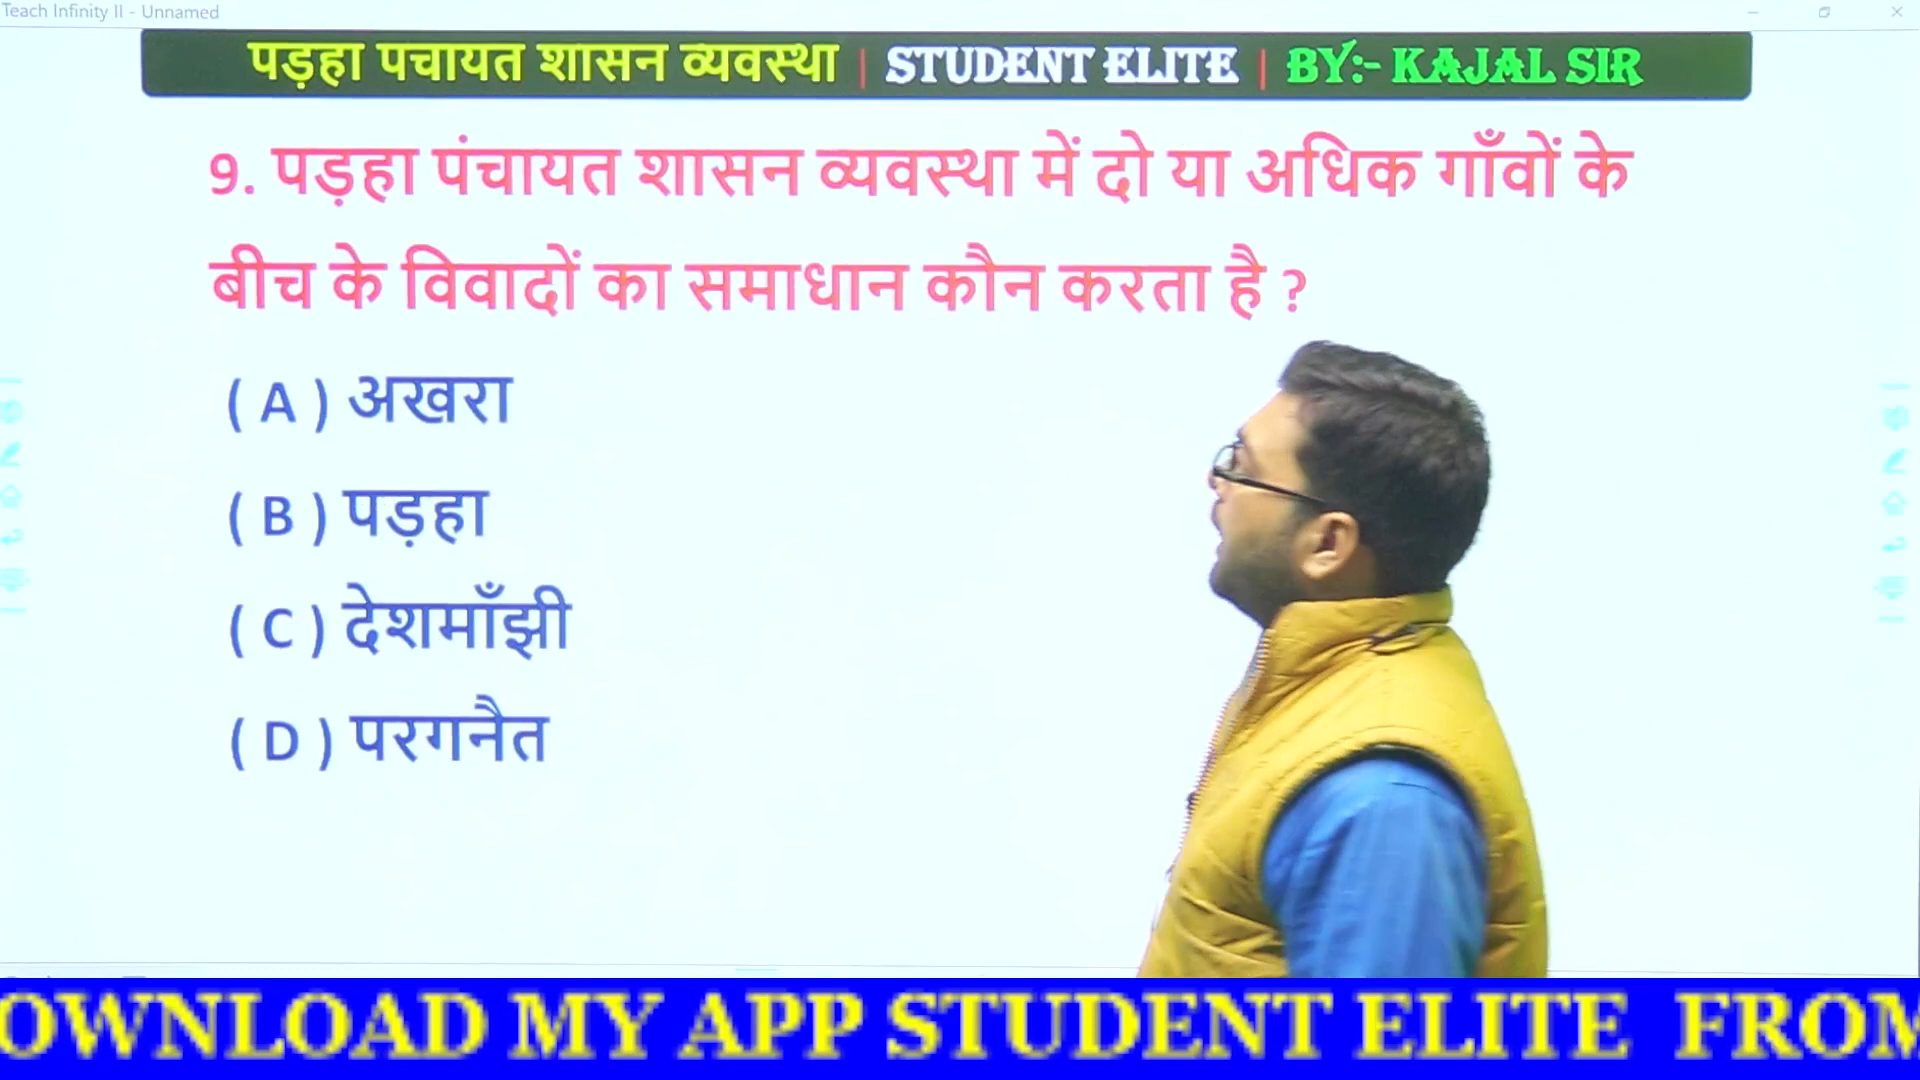 Teach Infinity II - Unnamed
पड़हा पचायत शासन व्यवस्था | STUDENT ELITE | BY:- KAJAL SIR
9. पड़हा पंचायत शासन व्यवस्था में दो या अधिक गाँवों के
बीच के विवादों का समाधान कौन करता है ?
( A ) अखरा
( B ) पड़हा
( C ) देशमाँझी
( D ) परगनैत
OWNLOAD MY APP STUDENT ELITE FROM